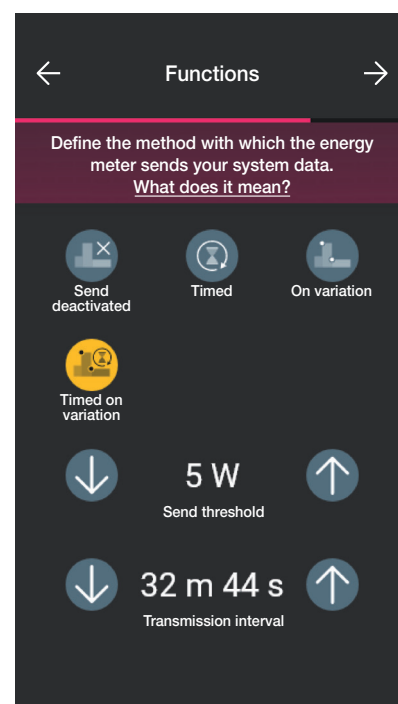 Functions
Define the method with which the energy
meter sends your system data.
What does it mean?
Send
deactivated
Timed
On variation
Timed on
variation
5 W
Send threshold
32 m 44 s
Transmission interval